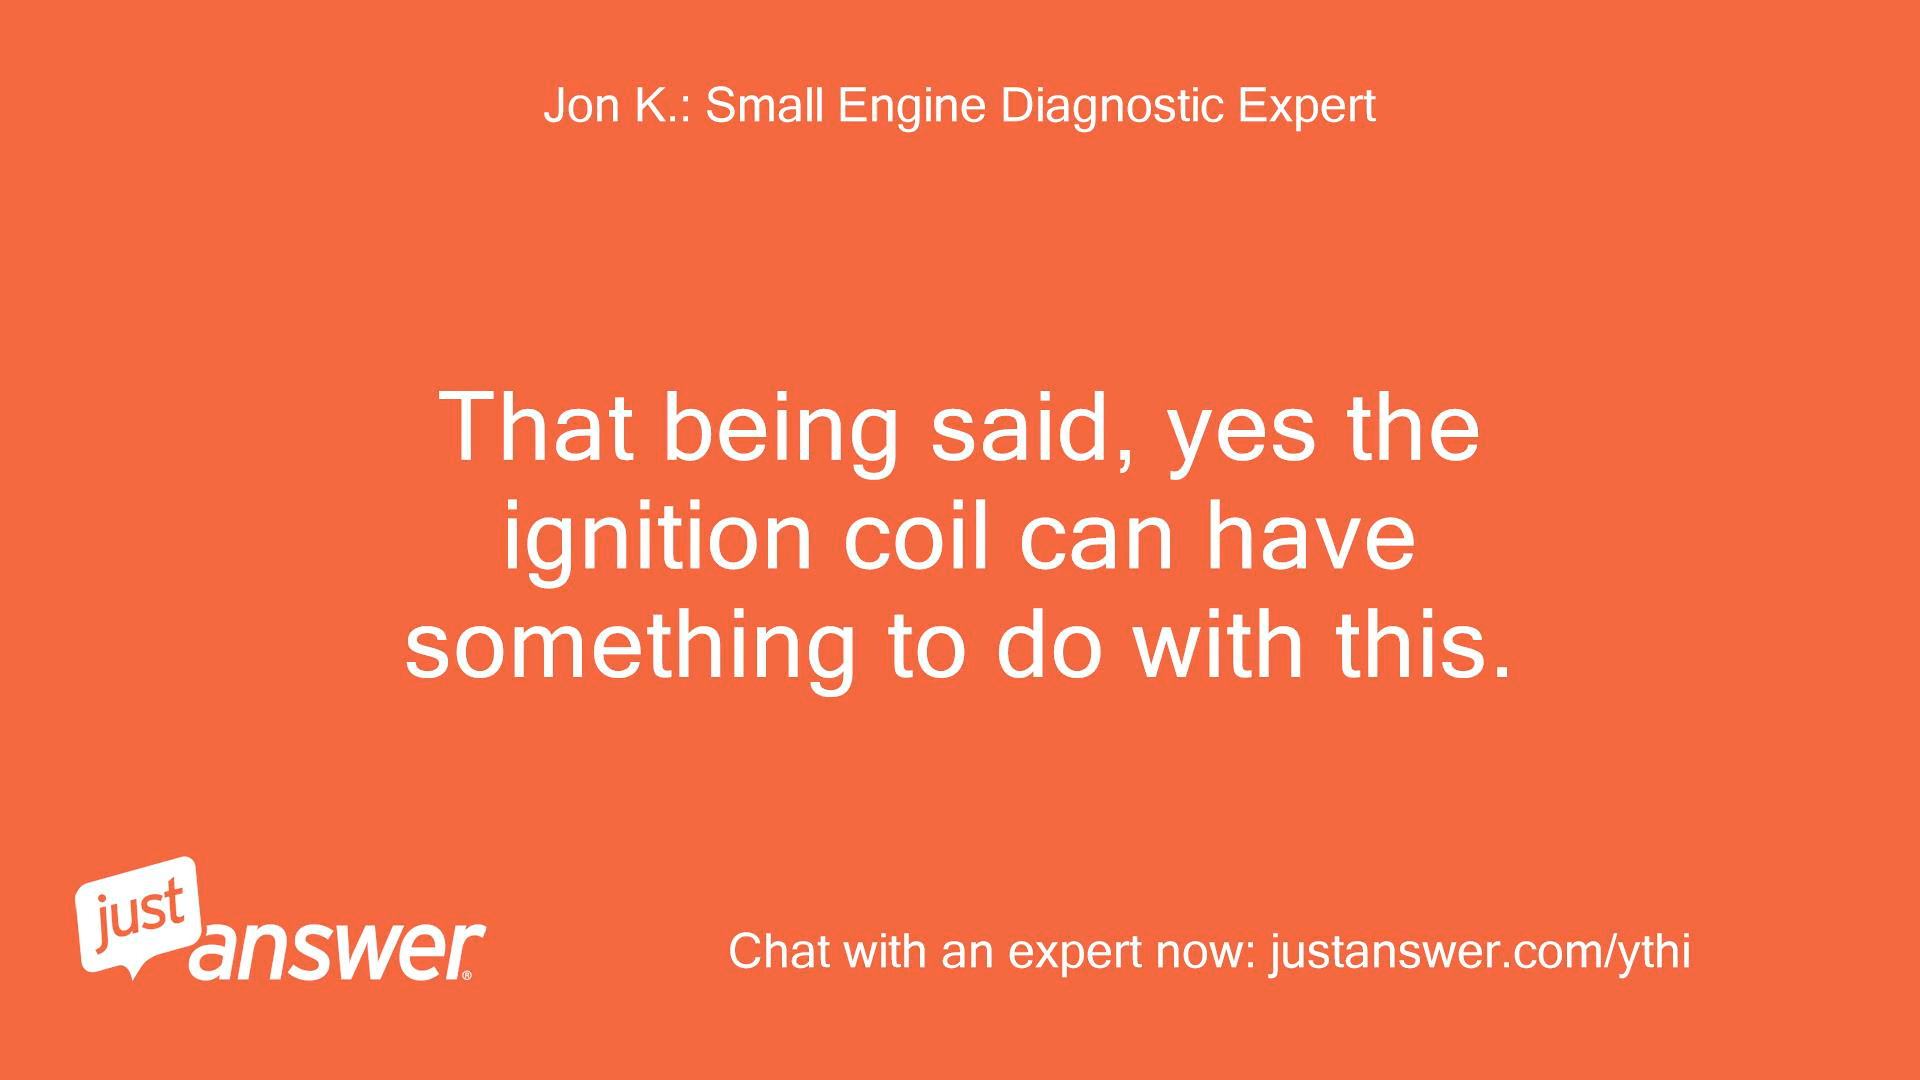 Jon K.: Small Engine Diagnostic Expert
That being said, yes the
ignition coil can have
something to do with this.
just
answer®
Chat with an expert now: justanswer.com/ythi